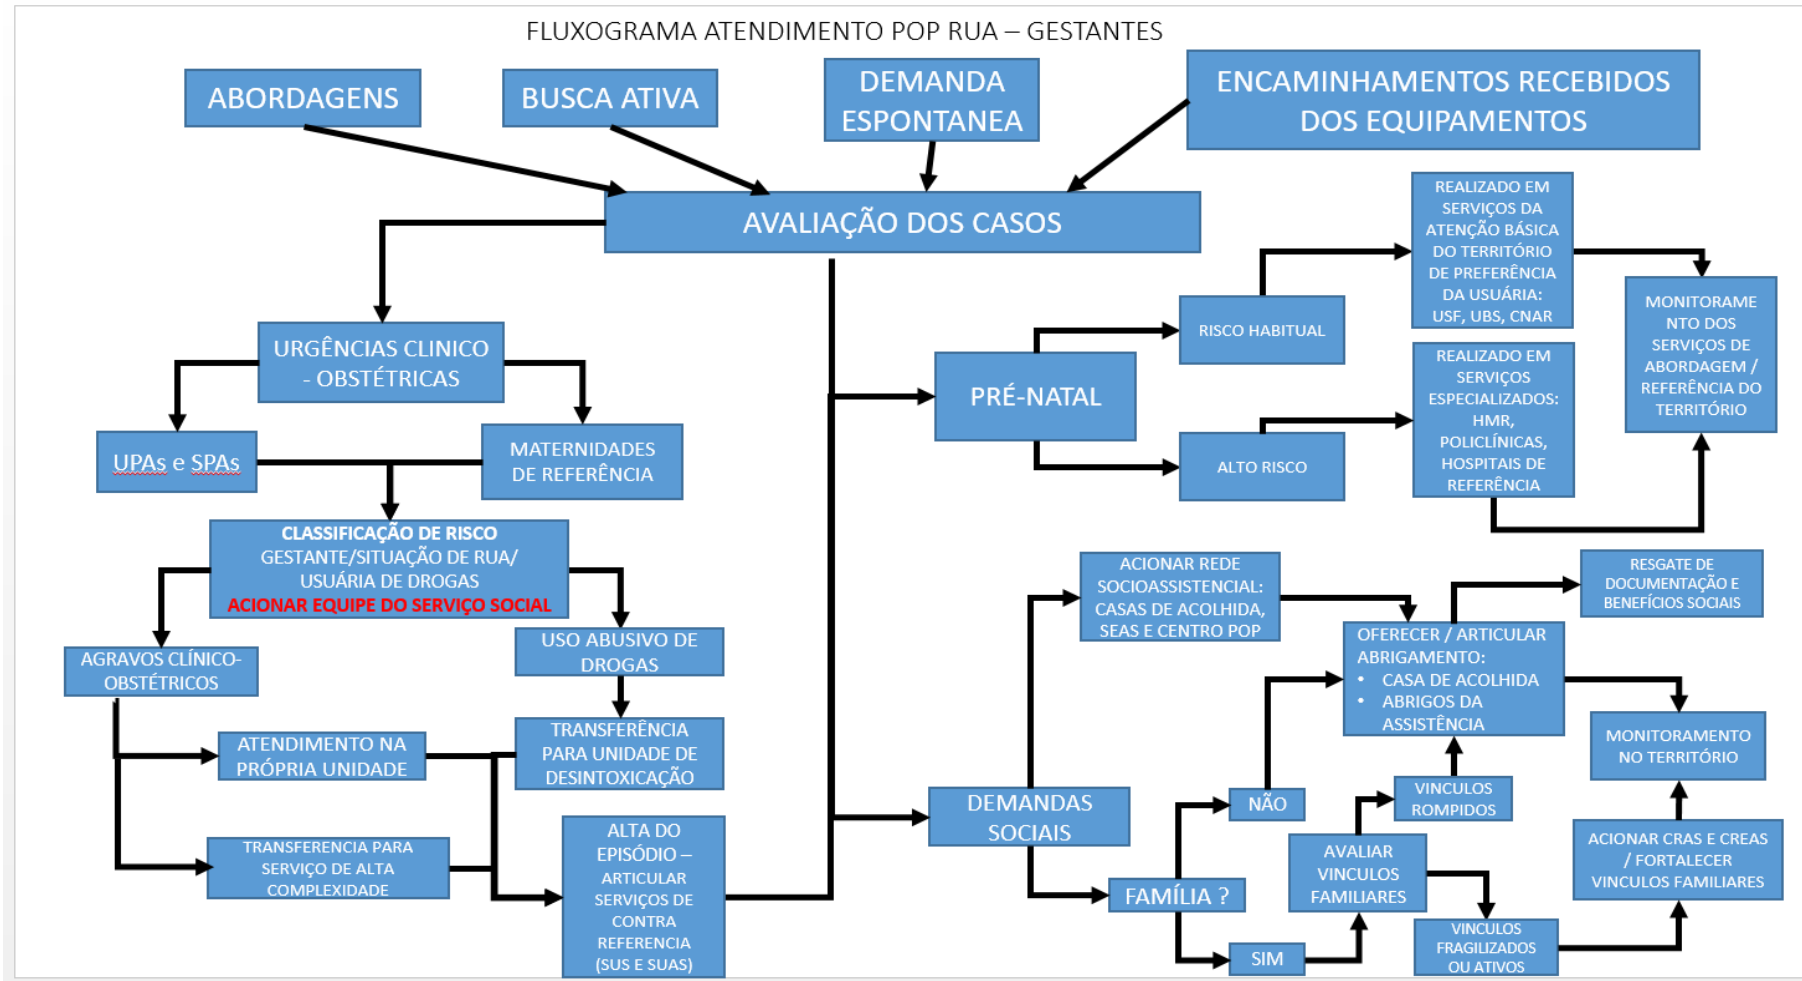 FLUXOGRAMA ATENDIMENTO POP RUA – GESTANTES
ABORDAGENS
BUSCA ATIVA
DEMANDA
ESPONTANEA
ENCAMINHAMENTOS RECEBIDOS
DOS EQUIPAMENTOS
AVALIAÇÃO DOS CASOS
URGÊNCIAS CLINICO
- OBSTÉTRICAS
UPAs e SPAs
MATERNIDADES
DE REFERÊNCIA
CLASSIFICAÇÃO DE RISCO
GESTANTE/SITUAÇÃO DE RUA/
USUÁRIA DE DROGAS
ACIONAR EQUIPE DO SERVIÇO SOCIAL
AGRAVOS CLÍNICO-
OBSTÉTRICOS
USO ABUSIVO DE
DROGAS
ATENDIMENTO NA
PRÓPRIA UNIDADE
TRANSFERÊNCIA
PARA UNIDADE DE
DESINTOXICAÇÃO
TRANSFERENCIA PARA
SERVIÇO DE ALTA
COMPLEXIDADE
ALTA DO
EPISÓDIO –
ARTICULAR
SERVIÇOS DE
CONTRA
REFERENCIA
(SUS E SUAS)
PRÉ-NATAL
RISCO HABITUAL
ALTO RISCO
REALIZADO EM
SERVIÇOS DA
ATENÇÃO BÁSICA
DO TERRITÓRIO
DE PREFERÊNCIA
DA USUÁRIA:
USF, UBS, CNAR
REALIZADO EM
SERVIÇOS
ESPECIALIZADOS:
HMR,
POLICLÍNICAS,
HOSPITAIS DE
REFERÊNCIA
MONITORAME
NTO DOS
SERVIÇOS DE
ABORDAGEM /
REFERÊNCIA DO
TERRITÓRIO
DEMANDAS
SOCIAIS
ACIONAR REDE
SOCIOASSISTENCIAL:
CASAS DE ACOLHIDA,
SEAS E CENTRO POP
OFERECER / ARTICULAR
ABRIGAMENTO:
• CASA DE ACOLHIDA
• ABRIGOS DA
ASSISTÊNCIA
RESGATE DE
DOCUMENTAÇÃO E
BENEFÍCIOS SOCIAIS
MONITORAMENTO
NO TERRITÓRIO
FAMÍLIA ?
NÃO
SIM
AVALIAR
VINCULOS
FAMILIARES
VINCULOS
ROMPIDOS
VINCULOS
FRAGILIZADOS
OU ATIVOS
ACIONAR CRAS E CREAS
/ FORTALECER
VINCULOS FAMILIARES